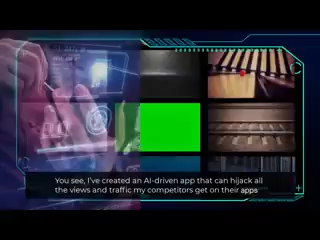 You see, I've created an AI-driven app that can hijack all
the views and traffic my competitors get on their apps